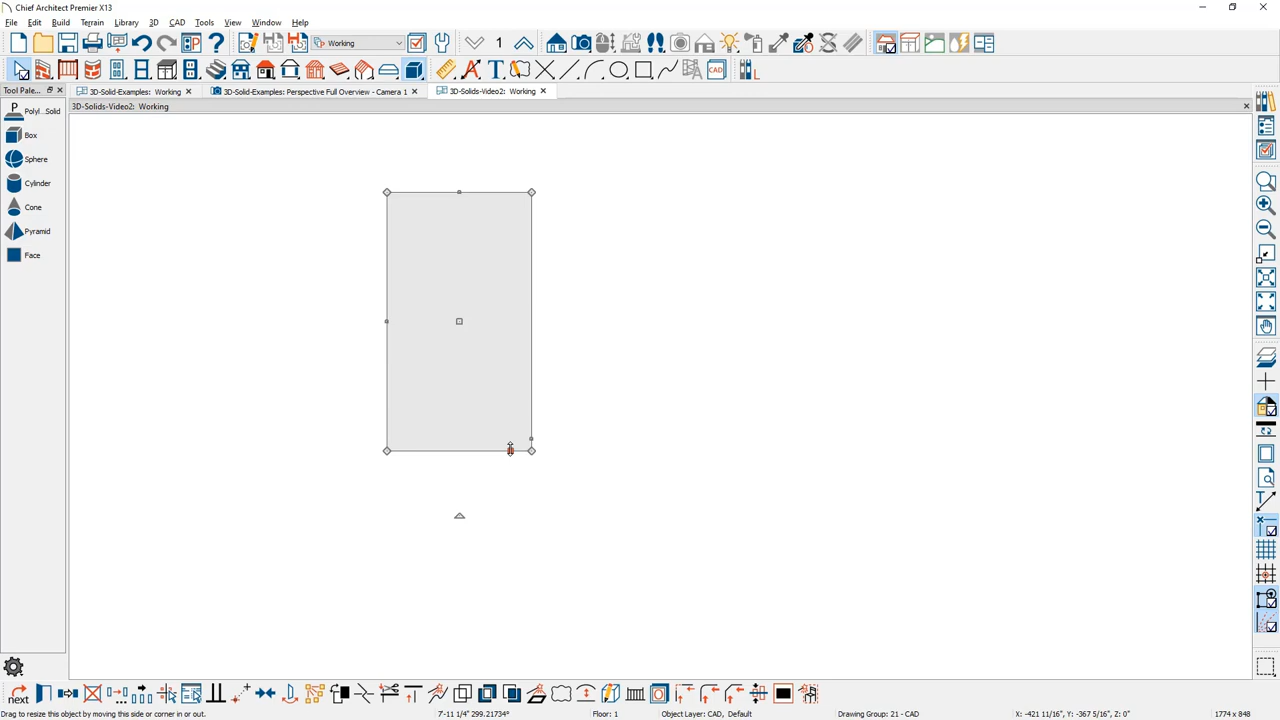 Chief Architect Premier X13
File Edit Build Terrain Library 3D CAD Tools View Window Help
Working 1
CAD L
Tool Pale...
3D-Solid-Examples: Working
3D-Solid-Examples: Perspective Full Overview - Camera 1
3D-Solids-Video2: Working
3D-Solids-Video2: Working
P Polyl...Solid
Box
Sphere
Cylinder
Cone
Pyramid
Face
next
Drag to resize this object by moving this side or corner in or out.
7'-11 1/4" 299.21734°
Floor: 1
Object Layer: CAD, Default
Drawing Group: 21 - CAD
X: -421 11/16", Y: -367 5/16", Z: 0"
1774 x 848